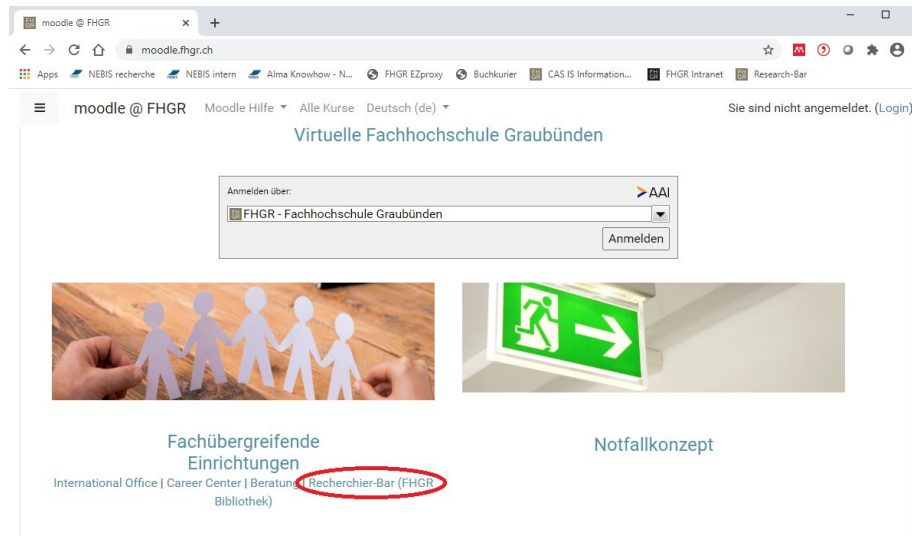 moodle @ FHGR
moodle.fhgr.ch
Apps NEBIS recherche NEBIS intern Alma Knowhow - N... FHGR EZproxy Buchkurier CAS IS Information... FHGR Intranet Research-Bar
moodle @ FHGR Moodle Hilfe Alle Kurse Deutsch (de) Sie sind nicht angemeldet. (Login)
Virtuelle Fachhochschule Graubünden
Anmelden über: AAI
FHGR - Fachhochschule Graubünden
Anmelden
Fachübergreifende
Einrichtungen
International Office | Career Center | Beratung | Recherchier-Bar (FHGR
Bibliothek)
Notfallkonzept